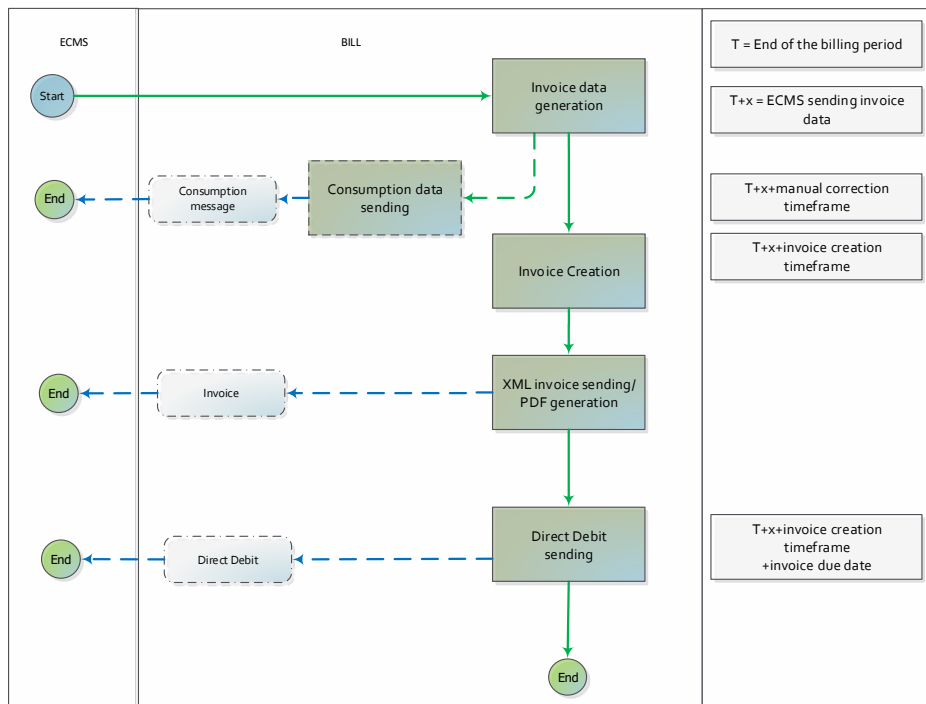 ECMS
BILL
T = End of the billing period
Start
Invoice data
generation
T+x = ECMS sending invoice
data
End
Consumption
message
Consumption data
sending
T+x+manual correction
timeframe
Invoice Creation
T+x+invoice creation
timeframe
End
Invoice
XML invoice sending/
PDF generation
End
Direct Debit
Direct Debit
sending
T+x+invoice creation
timeframe
+invoice due date
End